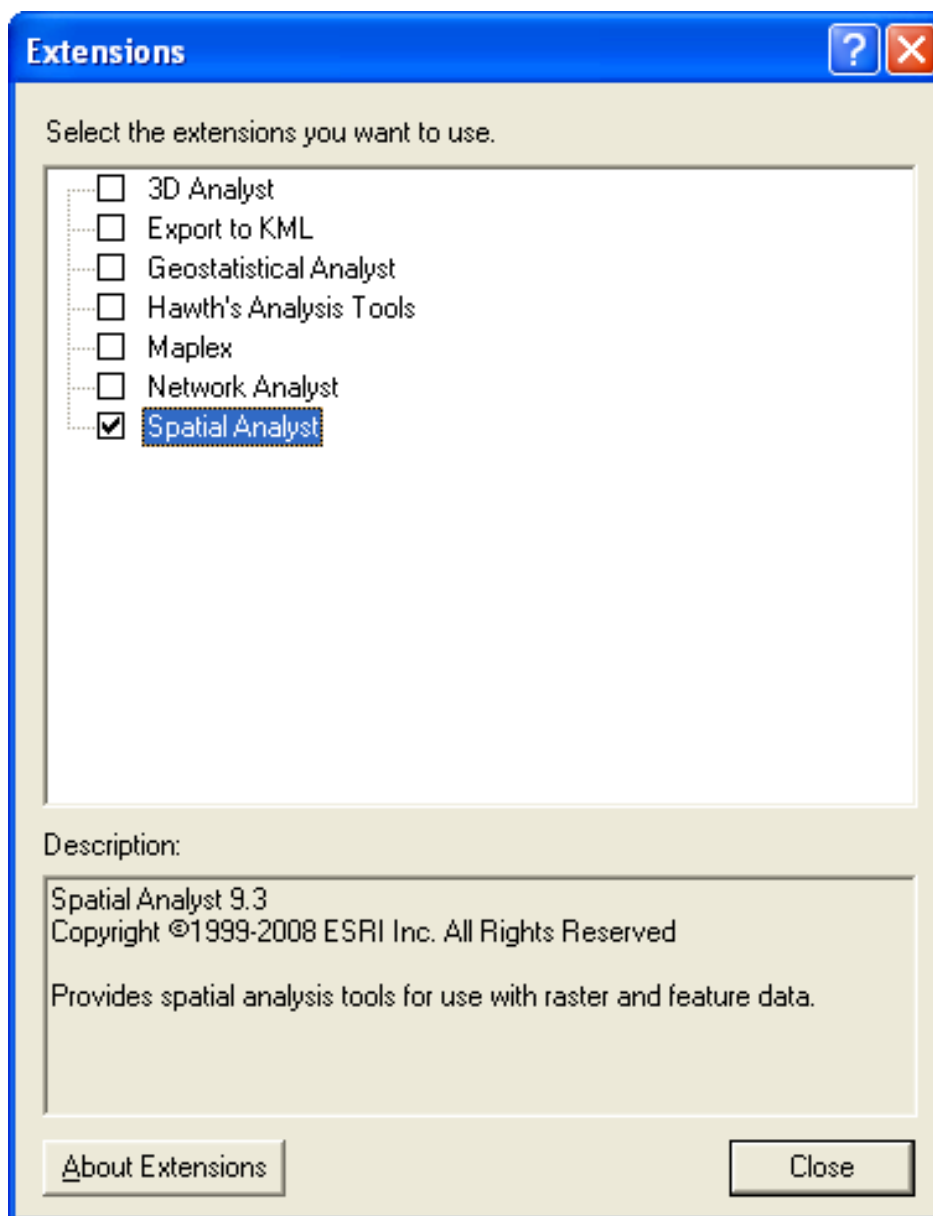 Extensions
Select the extensions you want to use.
3D Analyst
Export to KML
Geostatistical Analyst
Hawth's Analysis Tools
Maplex
Network Analyst
Spatial Analyst
Description:
Spatial Analyst 9.3
Copyright ©1999-2008 ESRI Inc. All Rights Reserved
Provides spatial analysis tools for use with raster and feature data.
About Extensions
Close